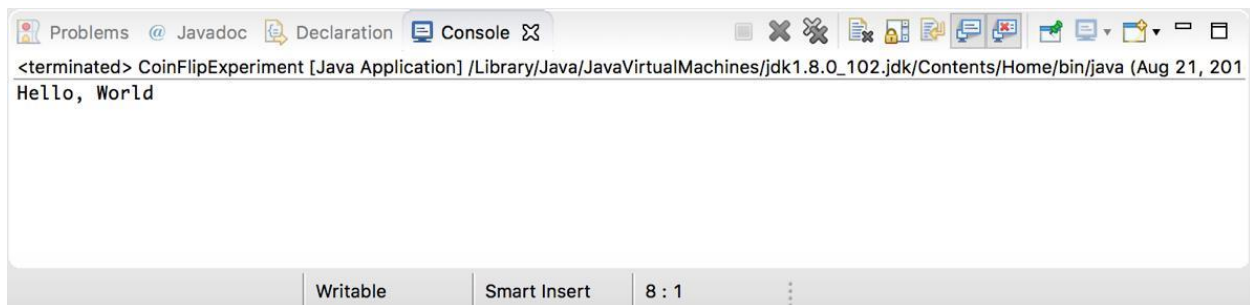 Problems @ Javadoc Declaration Console
<terminated> CoinFlipExperiment [Java Application] /Library/Java/JavaVirtualMachines/jdk1.8.0_102.jdk/Contents/Home/bin/java (Aug 21, 201
Hello, World
Writable Smart Insert 8 : 1